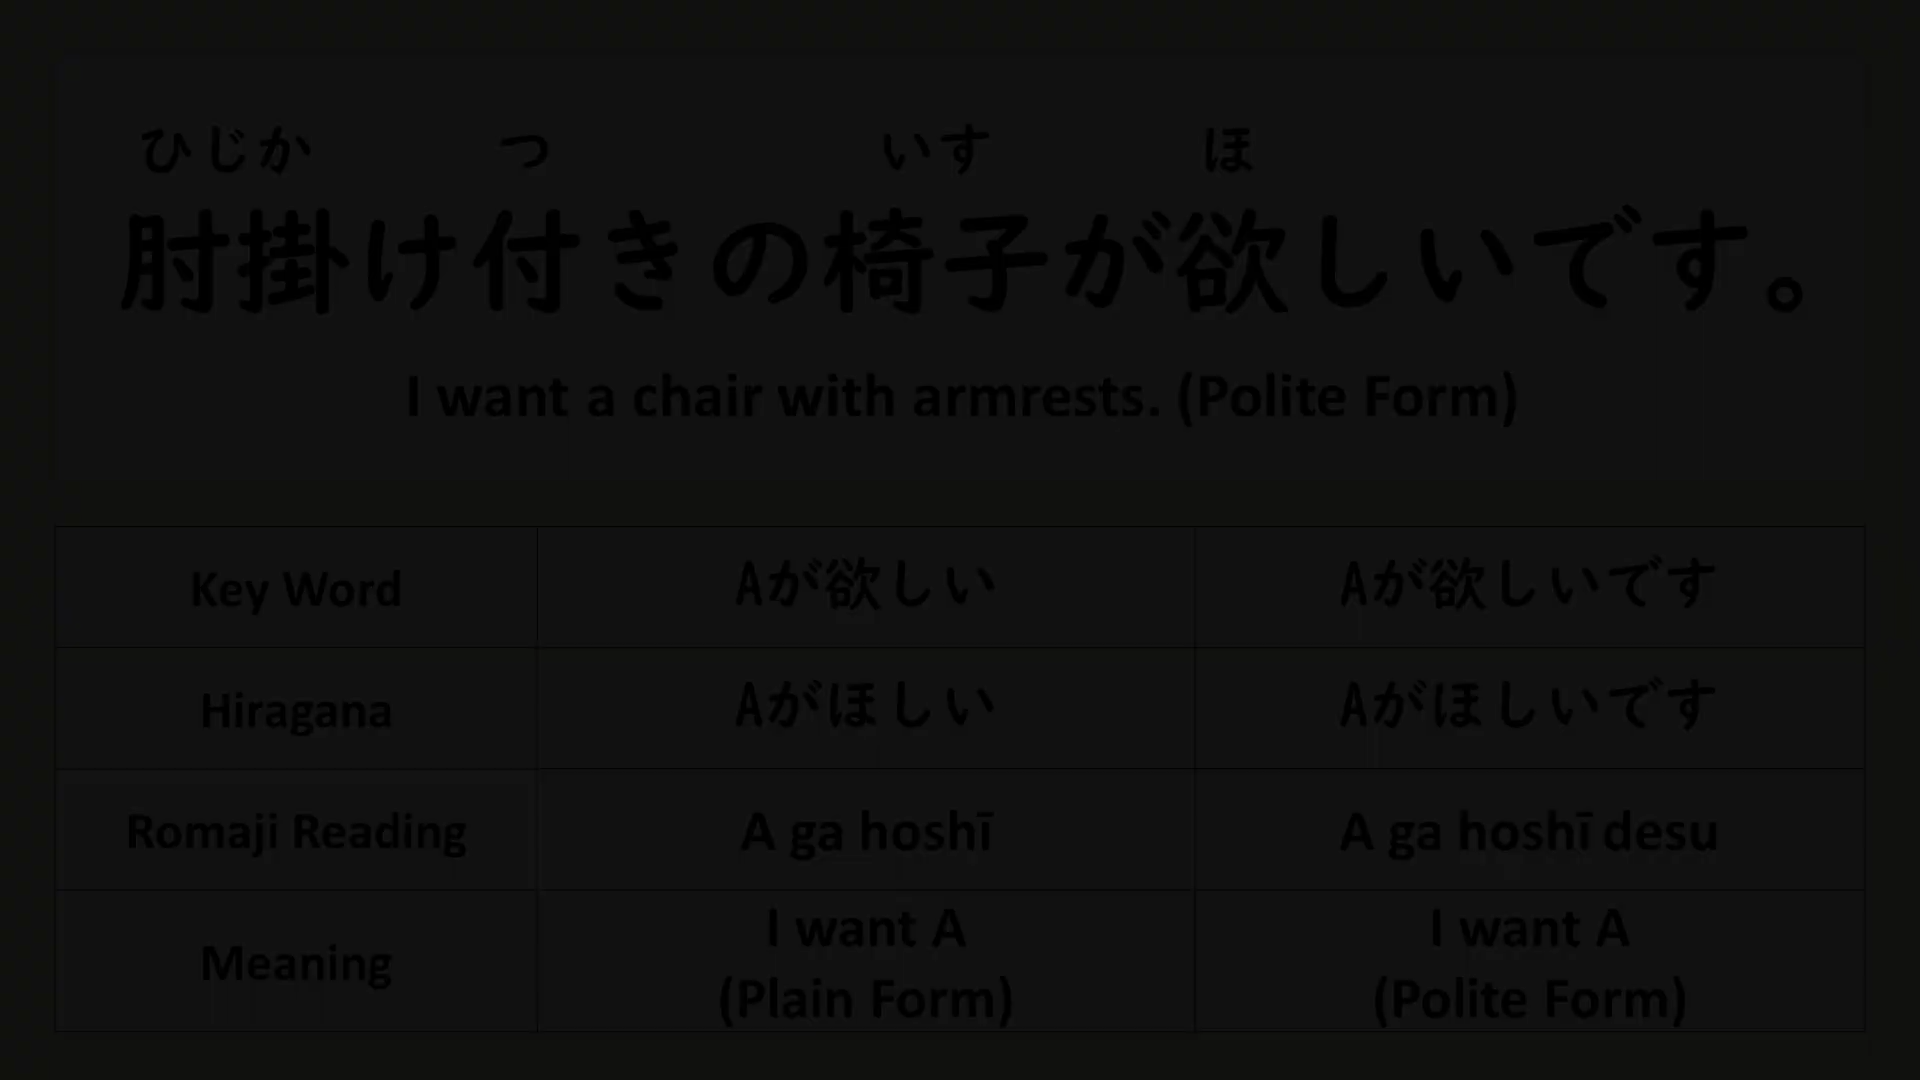 ひじか つ いす ほ
肘掛け付きの椅子が欲しいです。
I want a chair with armrests. (Polite Form)
Key Word Aが欲しい Aが欲しいです
Hiragana Aがほしい Aがほしいです
Romaji Reading A ga hoshī A ga hoshī desu
Meaning I want A (Plain Form) I want A (Polite Form)